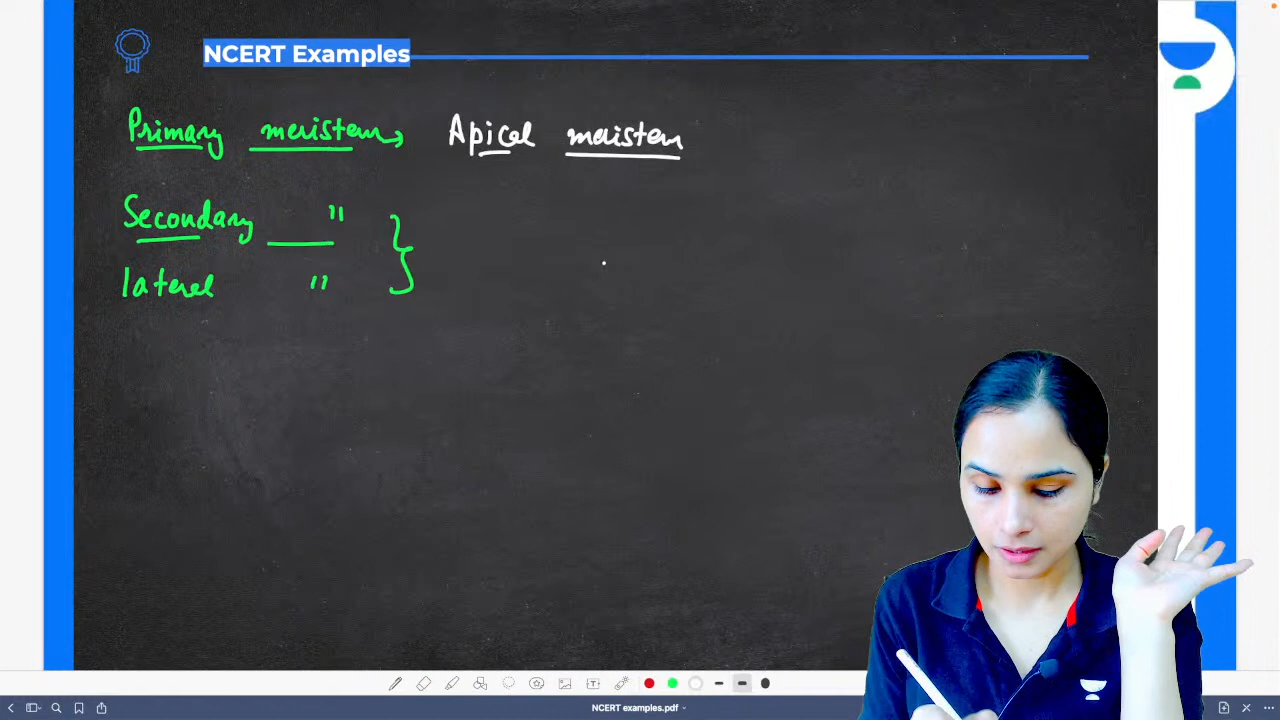 NCERT Examples
Primary meristem → Apical meristem
Secondary " }
lateral "
NCERT examples.pdf